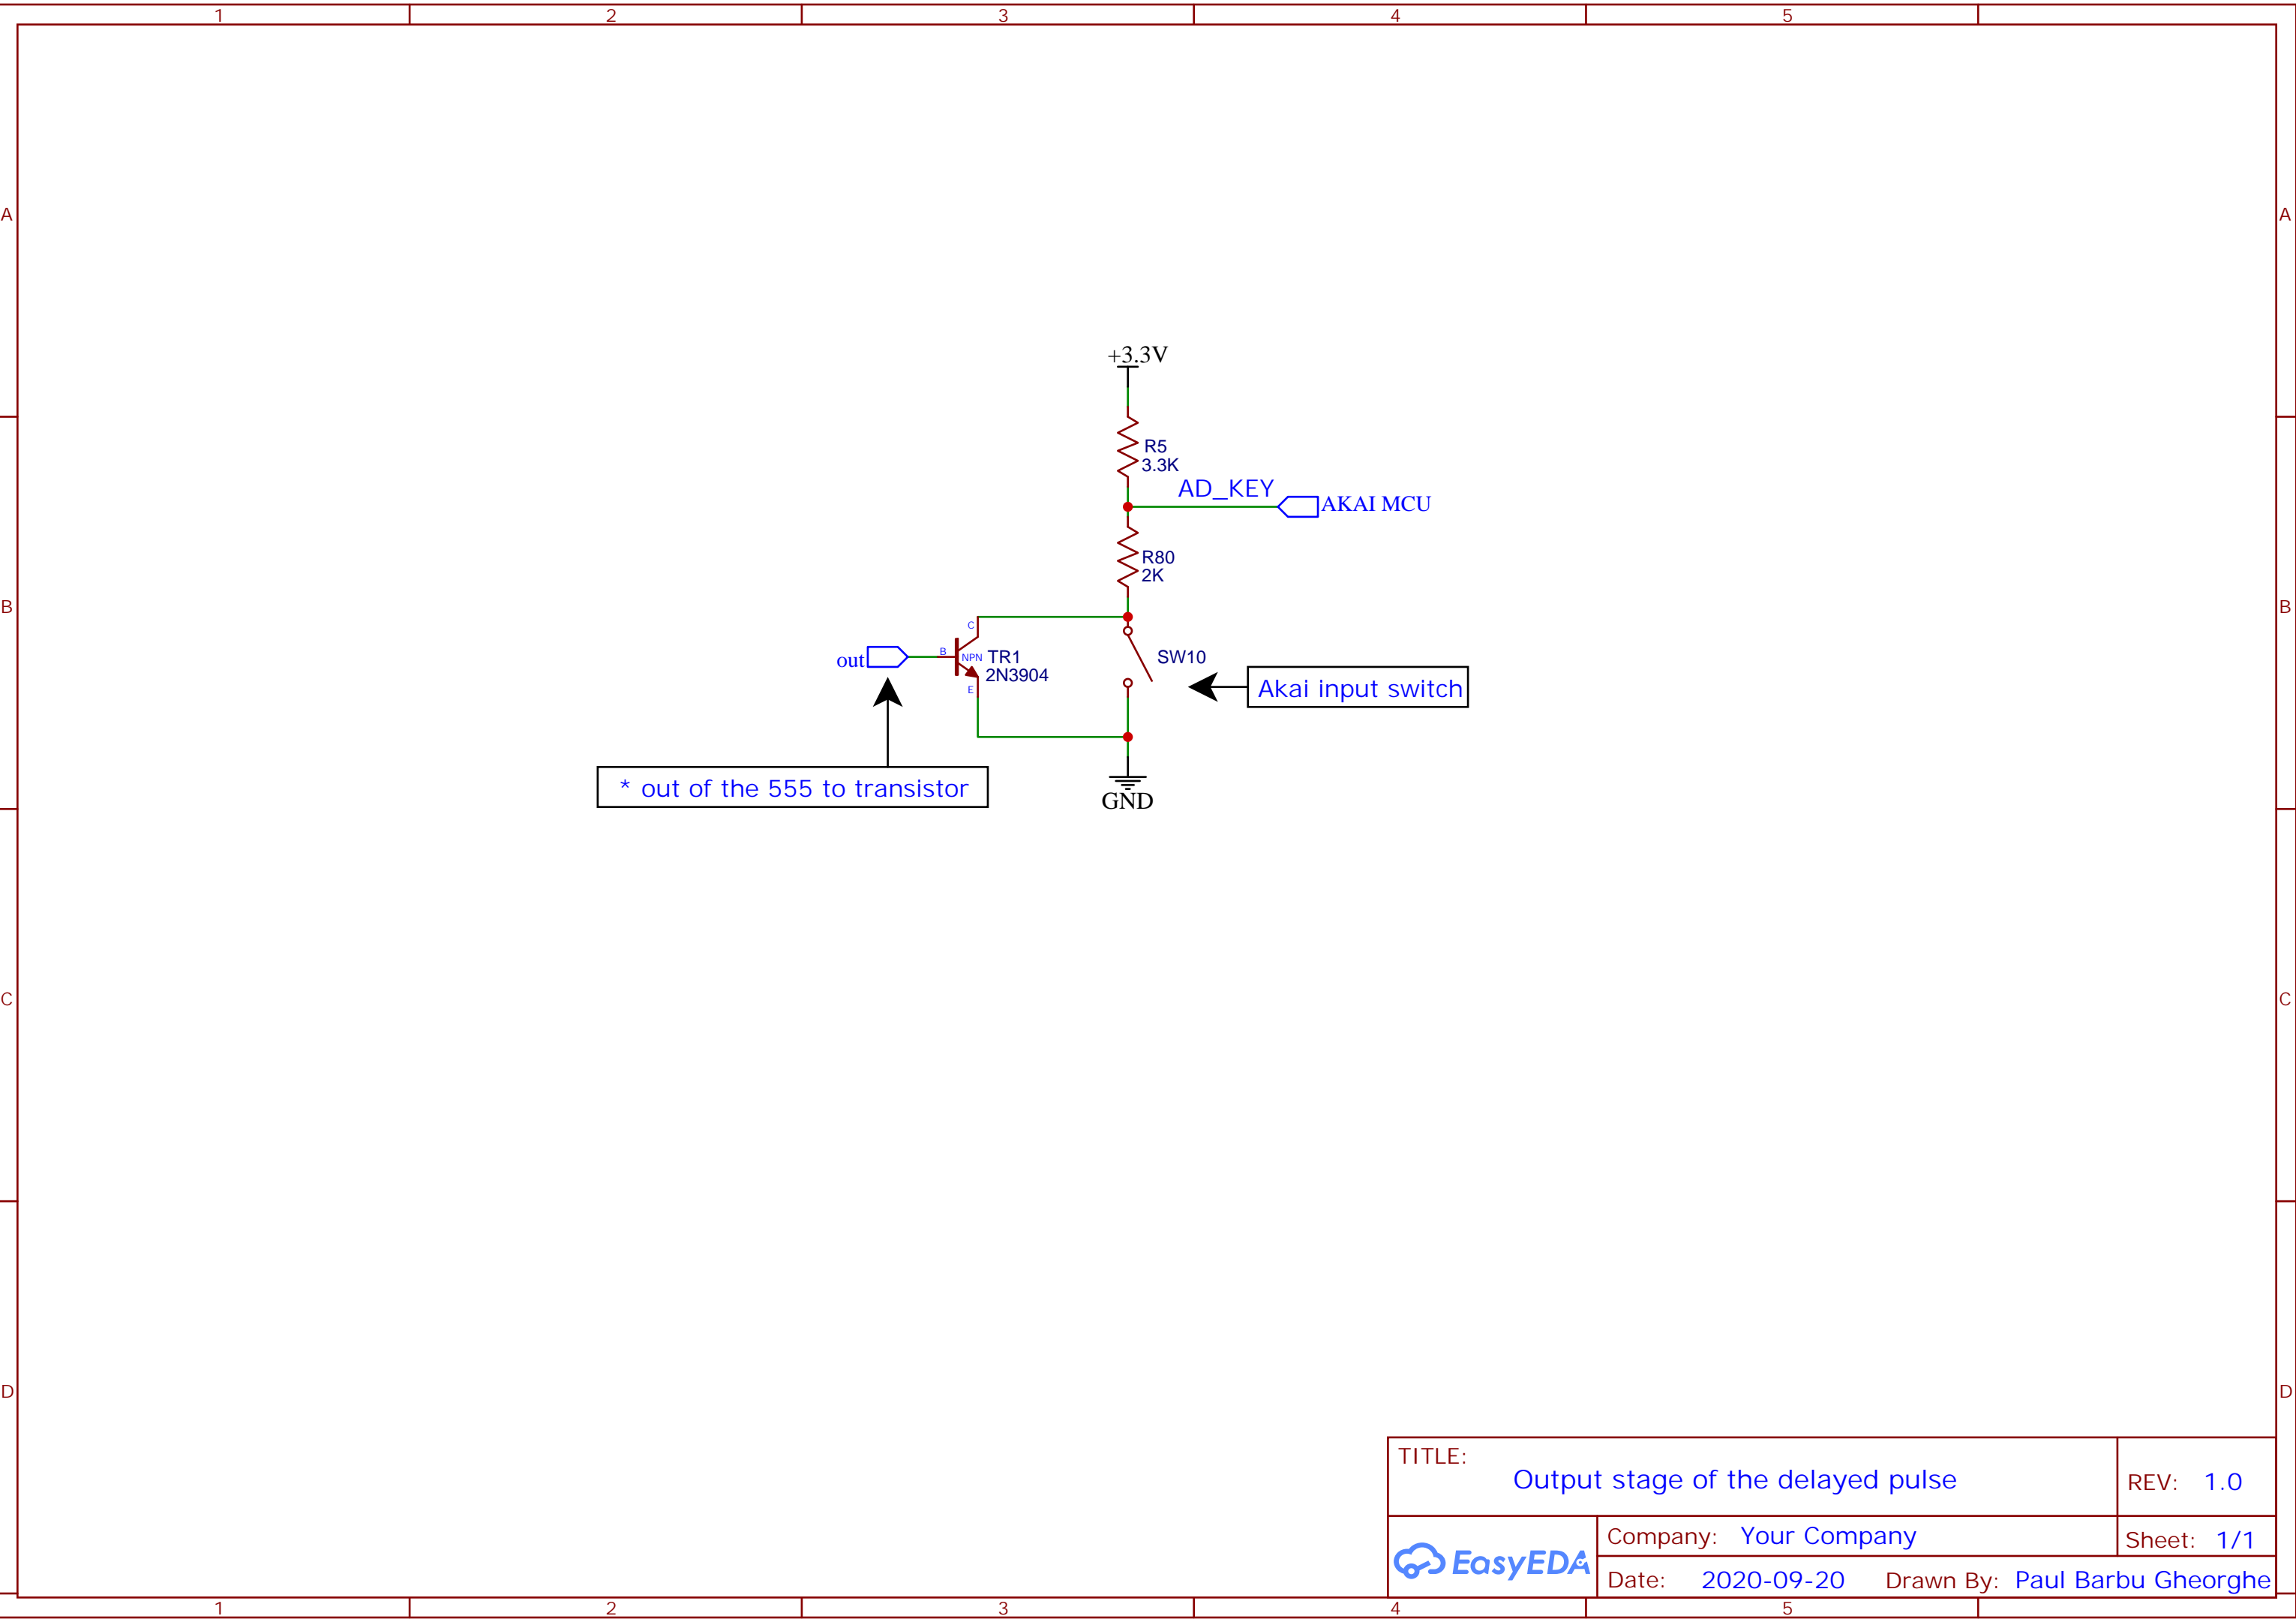 1 2 3 4 5
A A
+3.3V
R5
3.3K
AD_KEY
AKAI MCU
B B
R80
2K
C
out
B
NPN
TR1
2N3904
E
SW10
Akai input switch
* out of the 555 to transistor
GND
C C
D D
TITLE:
Output stage of the delayed pulse
REV: 1.0
EasyEDA
Company: Your Company
Sheet: 1/1
Date: 2020-09-20 Drawn By: Paul Barbu Gheorghe
1 2 3 4 5